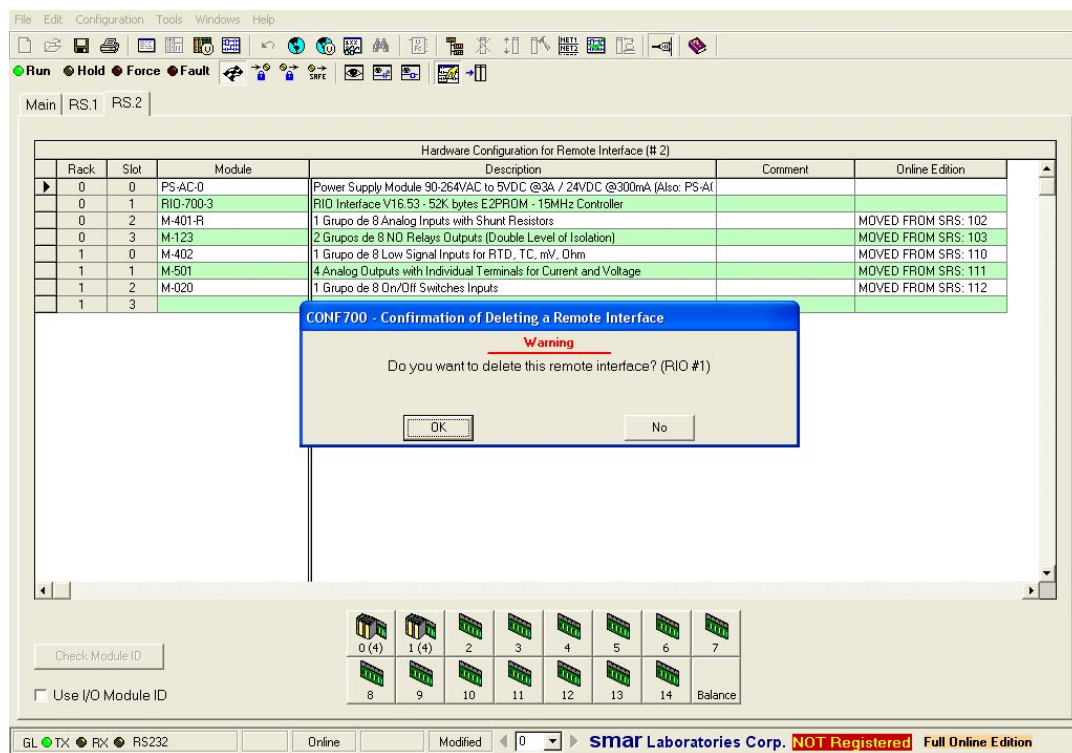 File Edit Configuration Tools Windows Help
NET1
NET2
Run Hold Force Fault SAFE
Main RS.1 RS.2
Hardware Configuration for Remote Interface (# 2)
Rack Slot Module Description Comment Online Edition
0 0 PS-AC-0 Power Supply Module 90-264VAC to 5VDC @3A / 24VDC @300mA (Also: PS-A(
0 1 RIO-700-3 RIO Interface V16.53 - 52K bytes E2PROM - 15MHz Controller
0 2 M-401-R 1 Grupo de 8 Analog Inputs with Shunt Resistors MOVED FROM SRS: 102
0 3 M-123 2 Grupos de 8 NO Relays Outputs (Double Level of Isolation) MOVED FROM SRS: 103
1 0 M-402 1 Grupo de 8 Low Signal Inputs for RTD, TC, mV, Ohm MOVED FROM SRS: 110
1 1 M-501 4 Analog Outputs with Individual Terminals for Current and Voltage MOVED FROM SRS: 111
1 2 M-020 1 Grupo de 8 On/Off Switches Inputs MOVED FROM SRS: 112
1 3
CONF700 - Confirmation of Deleting a Remote Interface
Warning
Do you want to delete this remote interface? (RIO #1)
OK No
0 (4) 1 (4) 2 3 4 5 6 7
Check Module ID
8 9 10 11 12 13 14 Balance
Use I/O Module ID
GL TX RX RS232 Online Modified 0 smar Laboratories Corp. NOT Registered Full Online Edition